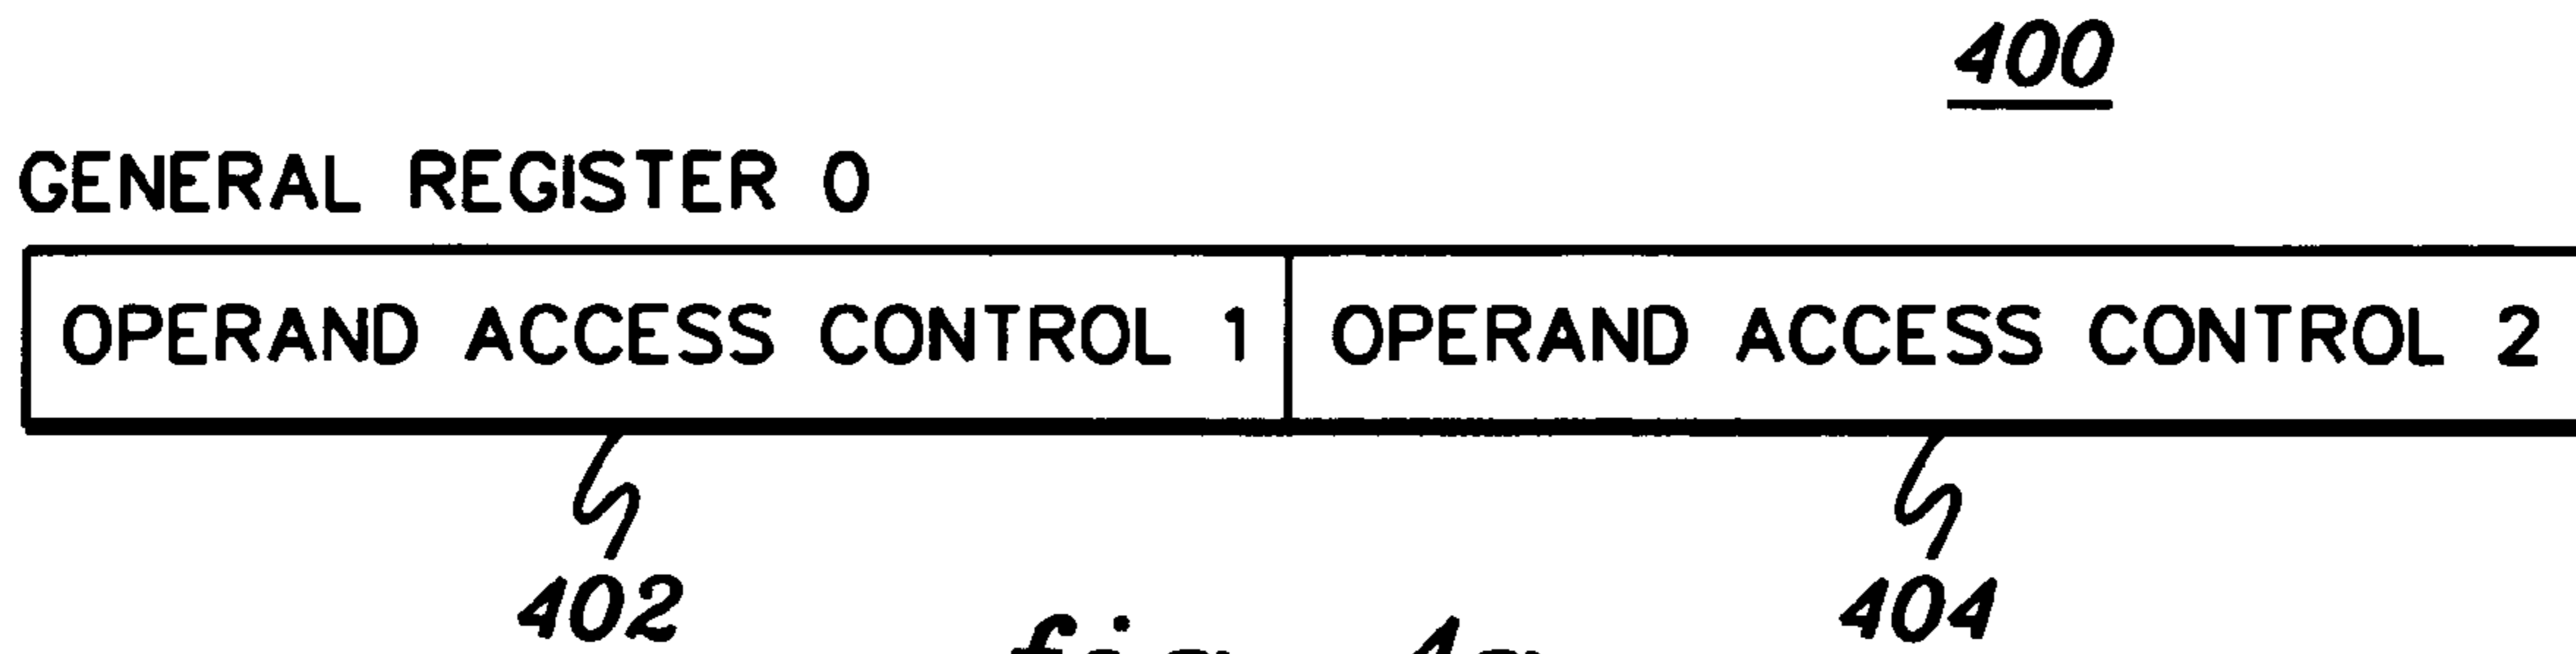 400
GENERAL REGISTER 0
OPERAND ACCESS CONTROL 1 OPERAND ACCESS CONTROL 2
402 404